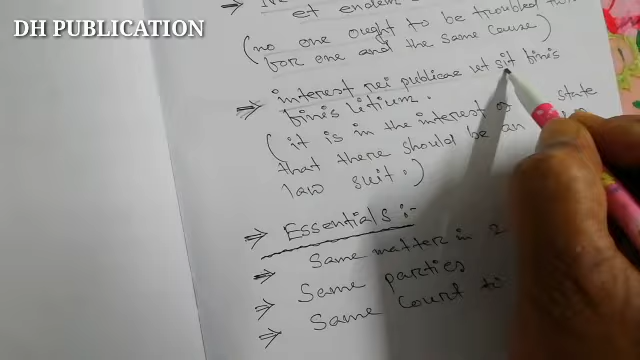 DH PUBLICATION
et
(no one ought to be troubled
for one and the same cause)
interest rei publicae ut sit finis
finis litium.
(it is in the interest of state
that there should be an
law suit.)
Essentials :-
Same matter in 2
Same parties
Same Court